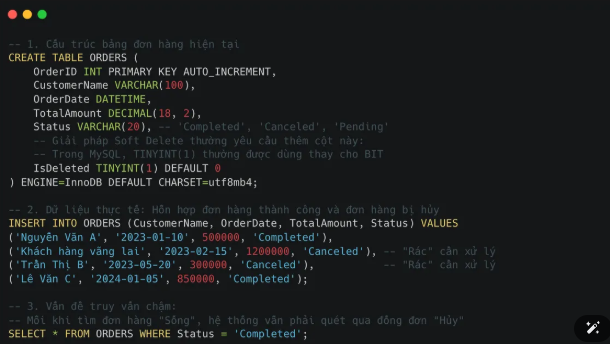 -- 1. Cấu trúc bảng đơn hàng hiện tại
CREATE TABLE ORDERS (
    OrderID INT PRIMARY KEY AUTO_INCREMENT,
    CustomerName VARCHAR(100),
    OrderDate DATETIME,
    TotalAmount DECIMAL(18, 2),
    Status VARCHAR(20), -- 'Completed', 'Canceled', 'Pending'
    -- Giải pháp Soft Delete thường yêu cầu thêm cột này:
    -- Trong MySQL, TINYINT(1) thường được dùng thay cho BIT
    IsDeleted TINYINT(1) DEFAULT 0
) ENGINE=InnoDB DEFAULT CHARSET=utf8mb4;
-- 2. Dữ liệu thực tế: Hỗn hợp đơn hàng thành công và đơn hàng bị hủy
INSERT INTO ORDERS (CustomerName, OrderDate, TotalAmount, Status) VALUES
('Nguyễn Văn A', '2023-01-10', 500000, 'Completed'),
('Khách hàng vãng lai', '2023-02-15', 1200000, 'Canceled'), -- "Rác" cần xử lý
('Trần Thị B', '2023-05-20', 300000, 'Canceled'),           -- "Rác" cần xử lý
('Lê Văn C', '2024-01-05', 850000, 'Completed');
-- 3. Vấn đề truy vấn chậm:
-- Mỗi khi tìm đơn hàng "Sống", hệ thống vẫn phải quét qua đống đơn "Hủy"
SELECT * FROM ORDERS WHERE Status = 'Completed';